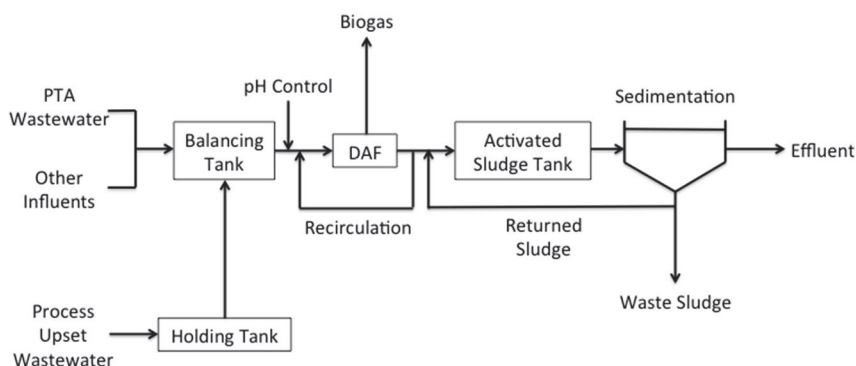 Biogas
pH Control
PTA
Wastewater
Sedimentation
Balancing
Tank
DAF
Activated
Sludge Tank
Effluent
Other
Influents
Recirculation
Returned
Sludge
Waste Sludge
Process
Upset
Wastewater
Holding Tank